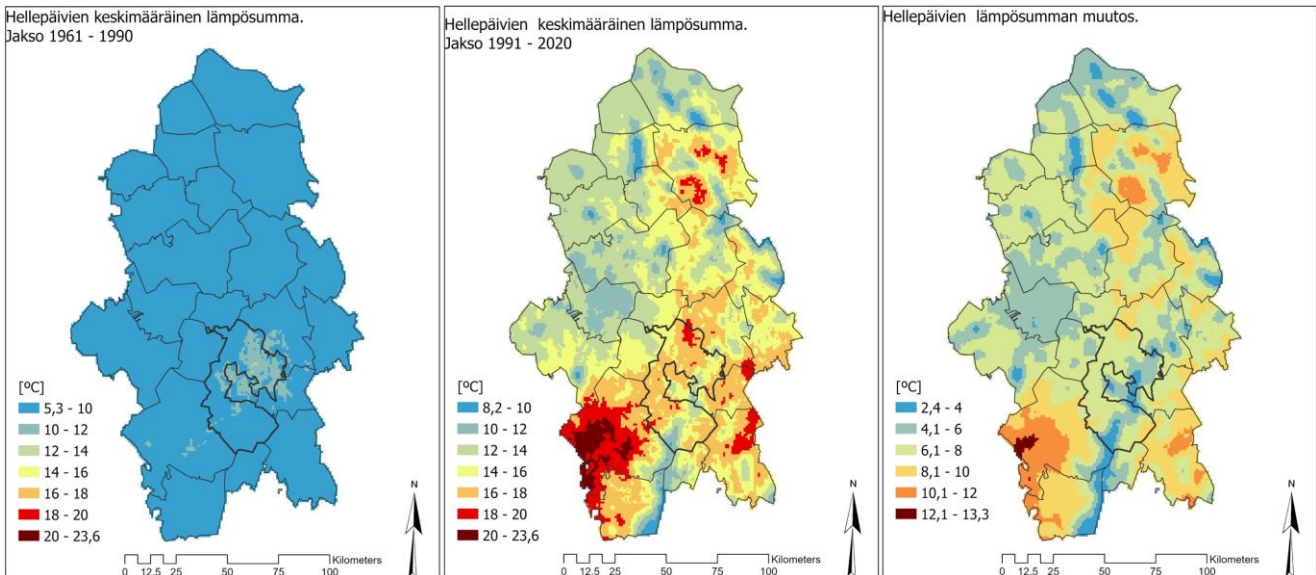 Hellepäivien keskimääräinen lämpösumma.
Jakso 1961 - 1990
[ºC]
5,3 - 10
10 - 12
12 - 14
14 - 16
16 - 18
18 - 20
20 - 23,6
N
Kilometers
0 12.5 25 50 75 100
Hellepäivien keskimääräinen lämpösumma.
Jakso 1991 - 2020
[ºC]
8,2 - 10
10 - 12
12 - 14
14 - 16
16 - 18
18 - 20
20 - 23,6
N
Kilometers
0 12.5 25 50 75 100
Hellepäivien lämpösumman muutos.
[ºC]
2,4 - 4
4,1 - 6
6,1 - 8
8,1 - 10
10,1 - 12
12,1 - 13,3
N
Kilometers
0 12.5 25 50 75 100